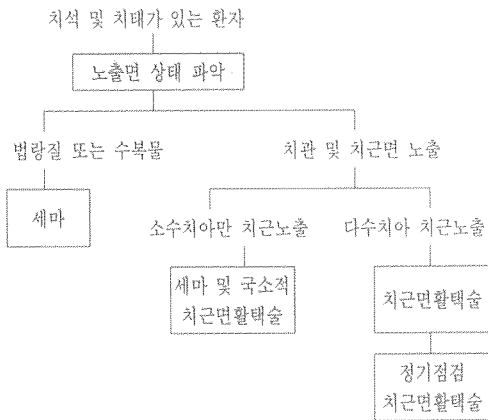 치석 및 치태가 있는 환자
노출면 상태 파악
법랑질 또는 수복물
치관 및 치근면 노출
세마
소수치아만 치근노출
다수치아 치근노출
세마 및 국소적
치근면활택술
치근면활택술
정기점검
치근면활택술